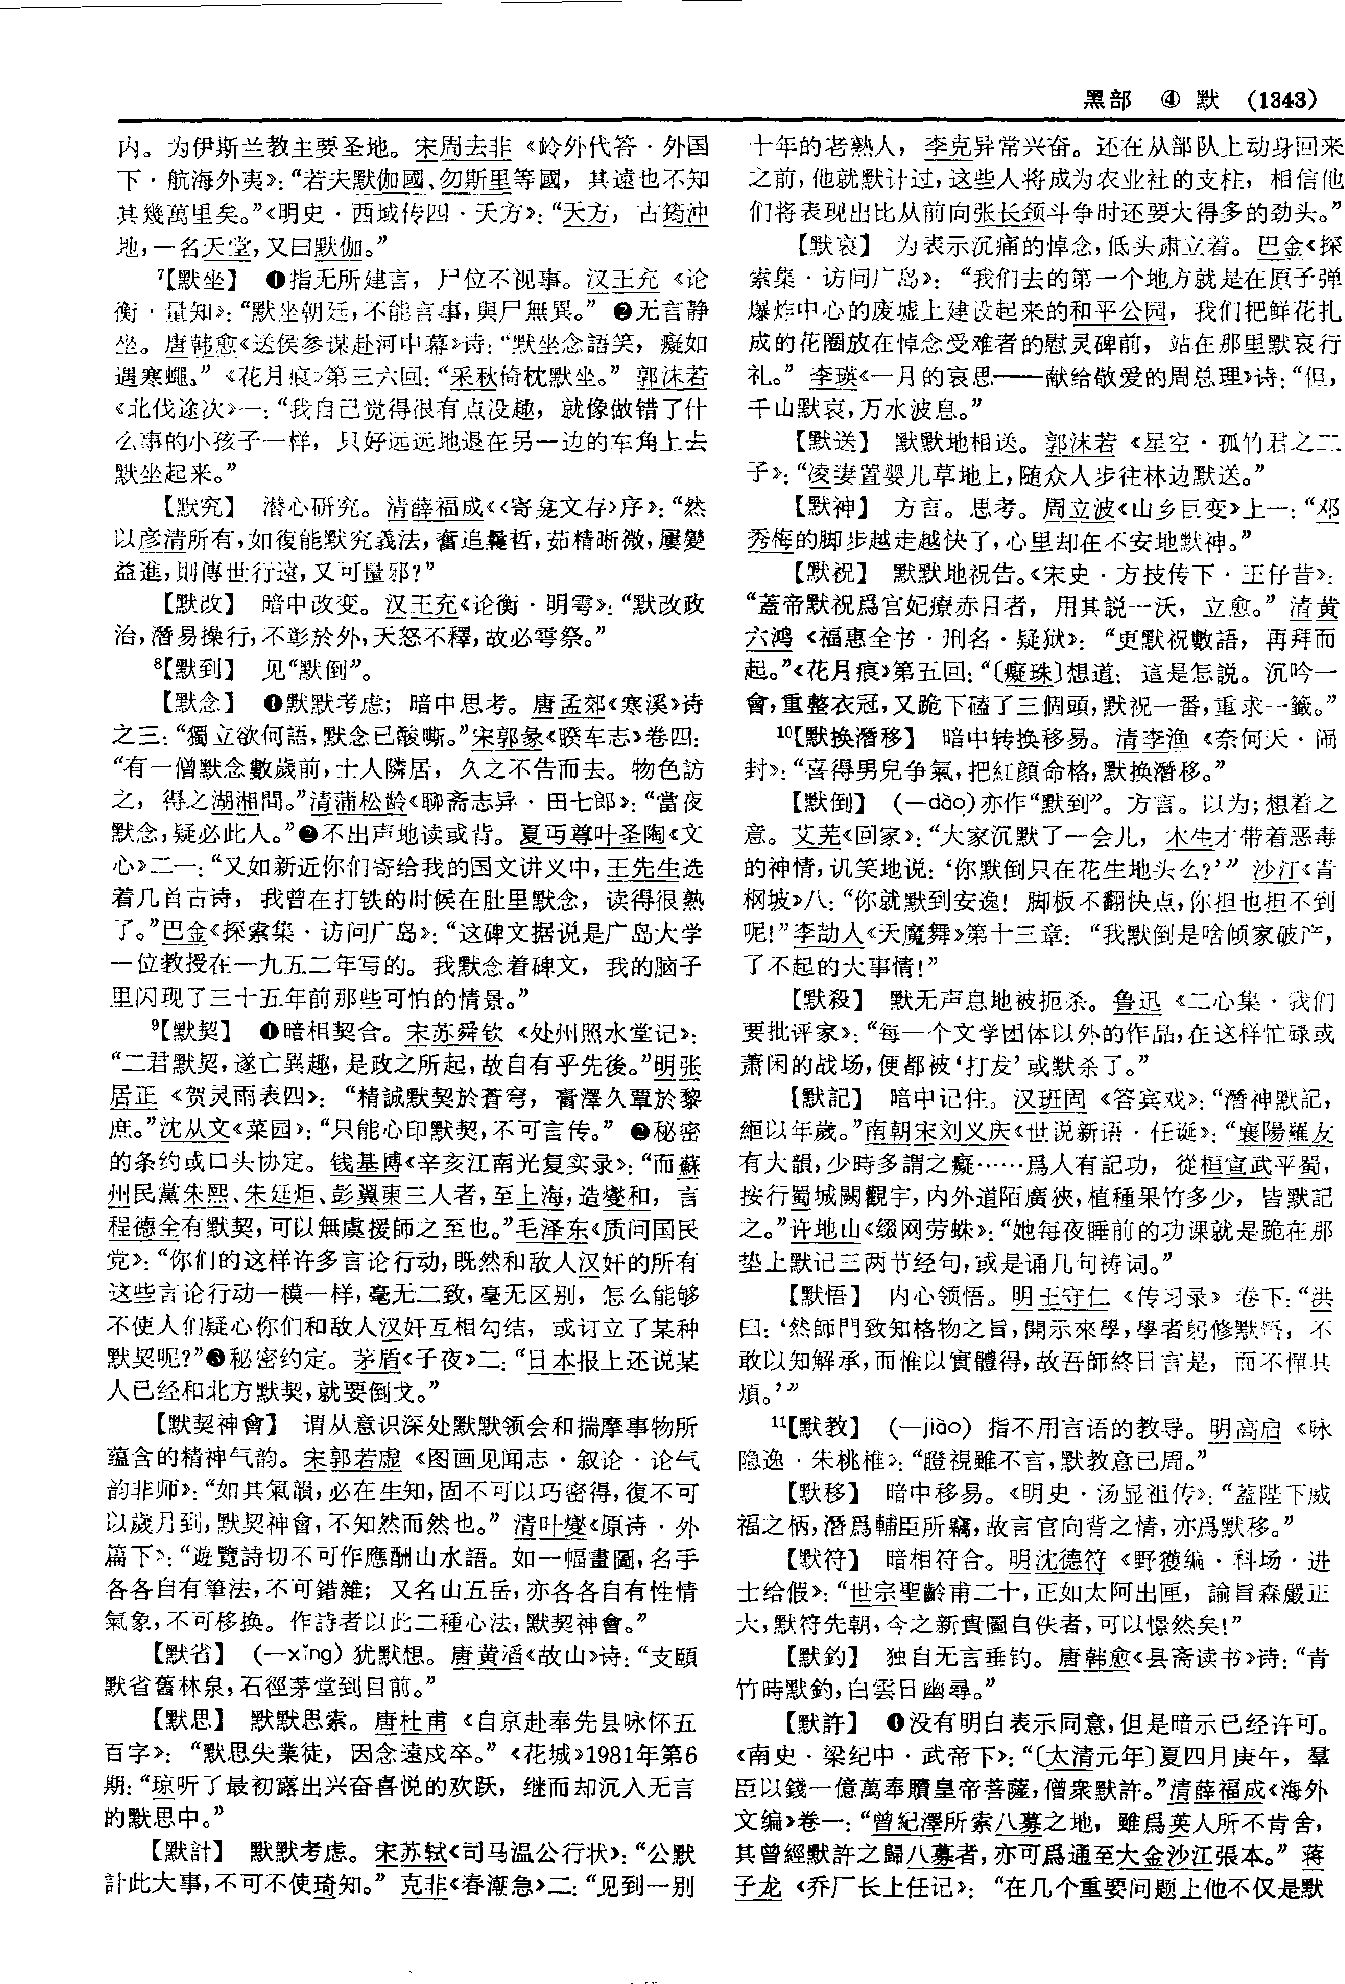 黑部 ④ 默 (1343)
内。为伊斯兰教主要圣地。宋周去非《岭外代答·外国
下·航海外夷》：“若夫默伽國、勿斯里等國，其遠也不知
其幾萬里矣。”《明史·西域传四·天方》：“天方，古筠冲
地，一名天堂，又曰默伽。”
7【默坐】 ❶指无所建言，尸位不视事。汉王充《论
衡·量知》：“默坐朝廷，不能言事，與尸無異。” ❷无言静
坐。唐韩愈《送侯参谋赴河中幕》诗：“默坐念語笑，癡如
遇寒蠅。”《花月痕》第三六回：“采秋倚枕默坐。” 郭沫若
《北伐途次》一：“我自己觉得很有点没趣，就像做错了什
么事的小孩子一样，只好远远地退在另一边的车角上去
默坐起来。”
【默究】 潜心研究。清薛福成《〈寄龛文存〉序》：“然
以彦清所有，如復能默究義法，奮追曩哲，茹精晰微，屢變
益進，則傳世行遠，又可量邪？”
【默改】 暗中改变。汉王充《论衡·明雩》：“默改政
治，潛易操行，不彰於外，天怒不釋，故必雩祭。”
8【默到】 见“默倒”。
【默念】 ❶默默考虑；暗中思考。唐孟郊《寒溪》诗
之三：“獨立欲何語，默念已酸嘶。”宋郭彖《睽车志》卷四：
“有一僧默念數歲前，士人隣居，久之不告而去。物色訪
之，得之湖湘間。”清蒲松龄《聊斋志异·田七郎》：“當夜
默念，疑必此人。”❷不出声地读或背。夏丏尊叶圣陶《文
心》二一：“又如新近你们寄给我的国文讲义中，王先生选
着几首古诗，我曾在打铁的时候在肚里默念，读得很熟
了。”巴金《探索集·访问广岛》：“这碑文据说是广岛大学
一位教授在一九五二年写的。我默念着碑文，我的脑子
里闪现了三十五年前那些可怕的情景。”
9【默契】 ❶暗相契合。宋苏舜钦《处州照水堂记》：
“二君默契，遂亡異趣，是政之所起，故自有乎先後。”明张
居正《贺灵雨表四》：“精誠默契於蒼穹，膏澤久覃於黎
庶。”沈从文《菜园》：“只能心印默契，不可言传。” ❷秘密
的条约或口头协定。钱基博《辛亥江南光复实录》：“而蘇
州民黨朱熙、朱廷炬、彭翼東三人者，至上海，造燮和，言
程德全有默契，可以無虞援師之至也。”毛泽东《质问国民
党》：“你们的这样许多言论行动，既然和敌人汉奸的所有
这些言论行动一模一样，毫无二致，毫无区别，怎么能够
不使人们疑心你们和敌人汉奸互相勾结，或订立了某种
默契呢？”❸秘密约定。茅盾《子夜》二：“日本报上还说某
人已经和北方默契，就要倒戈。”
【默契神會】 谓从意识深处默默领会和揣摩事物所
蕴含的精神气韵。宋郭若虚《图画见闻志·叙论·论气
韵非师》：“如其氣韻，必在生知，固不可以巧密得，復不可
以歲月到，默契神會，不知然而然也。” 清叶燮《原诗·外
篇下》：“遊覽詩切不可作應酬山水語。如一幅畫圖，名手
各各自有筆法，不可錯雜；又名山五岳，亦各各自有性情
氣象，不可移换。作詩者以此二種心法，默契神會。”
【默省】 (—xǐng) 犹默想。唐黄滔《故山》诗：“支頤
默省舊林泉，石徑茅堂到目前。”
【默思】 默默思索。唐杜甫《自京赴奉先县咏怀五
百字》：“默思失業徒，因念遠戍卒。”《花城》1981年第6
期：“琼听了最初露出兴奋喜悦的欢跃，继而却沉入无言
的默思中。”
【默計】 默默考虑。宋苏轼《司马温公行状》：“公默
計此大事，不可不使琦知。” 克非《春潮急》二：“见到一别
十年的老熟人，李克异常兴奋。还在从部队上动身回来
之前，他就默计过，这些人将成为农业社的支柱，相信他
们将表现出比从前向张长颈斗争时还要大得多的劲头。”
【默哀】 为表示沉痛的悼念，低头肃立着。巴金《探
索集·访问广岛》：“我们去的第一个地方就是在原子弹
爆炸中心的废墟上建设起来的和平公园，我们把鲜花扎
成的花圈放在悼念受难者的慰灵碑前，站在那里默哀行
礼。” 李瑛《一月的哀思——献给敬爱的周总理》诗：“但，
千山默哀，万水波息。”
【默送】 默默地相送。郭沫若《星空·孤竹君之二
子》：“凌妻置婴儿草地上，随众人步往林边默送。”
【默神】 方言。思考。周立波《山乡巨变》上一：“邓
秀梅的脚步越走越快了，心里却在不安地默神。”
【默祝】 默默地祝告。《宋史·方技传下·王仔昔》：
“蓋帝默祝爲宫妃療赤目者，用其説一沃，立愈。” 清黄
六鸿《福惠全书·刑名·疑狱》：“更默祝數語，再拜而
起。”《花月痕》第五回：“〔癡珠〕想道：這是怎説。沉吟一
會，重整衣冠，又跪下磕了三個頭，默祝一番，重求一籤。”
10【默换潛移】 暗中转换移易。清李渔《奈何天·闹
封》：“喜得男兒争氣，把紅顔命格，默换潛移。”
【默倒】 (—dào)亦作“默到”。方言。以为；想着之
意。艾芜《回家》：“大家沉默了一会儿，木生才带着恶毒
的神情，讥笑地说：‘你默倒只在花生地头么？’” 沙汀《青
㭎坡》八：“你就默到安逸！脚板不翻快点，你担也担不到
呢！”李劼人《天魔舞》第十三章：“我默倒是啥倾家破产，
了不起的大事情！”
【默殺】 默无声息地被扼杀。鲁迅《二心集·我们
要批评家》：“每一个文学团体以外的作品，在这样忙碌或
萧闲的战场，便都被‘打发’或默杀了。”
【默記】 暗中记住。汉班固《答宾戏》：“潛神默記，
緪以年歲。”南朝宋刘义庆《世说新语·任诞》：“襄陽羅友
有大韻，少時多謂之癡……爲人有記功，從桓宣武平蜀，
按行蜀城闕觀宇，内外道陌廣狹，植種果竹多少，皆默記
之。”许地山《缀网劳蛛》：“她每夜睡前的功课就是跪在那
垫上默记三两节经句，或是诵几句祷词。”
【默悟】 内心领悟。明王守仁《传习录》卷下：“洪
曰：‘然師門致知格物之旨，開示來學，學者躬修默悟，不
敢以知解承，而惟以實體得，故吾師終日言是，而不憚其
煩。’”
11【默教】 (—jiào) 指不用言语的教导。明高启《咏
隐逸·朱桃椎》：“瞪視雖不言，默教意已周。”
【默移】 暗中移易。《明史·汤显祖传》：“蓋陛下威
福之柄，潛爲輔臣所竊，故言官向背之情，亦爲默移。”
【默符】 暗相符合。明沈德符《野獲编·科场·进
士给假》：“世宗聖齡甫二十，正如太阿出匣，諭旨森嚴正
大，默符先朝，今之新貴圖自佚者，可以憬然矣！”
【默釣】 独自无言垂钓。唐韩愈《县斋读书》诗：“青
竹時默釣，白雲日幽尋。”
【默許】 ❶没有明白表示同意，但是暗示已经许可。
《南史·梁纪中·武帝下》：“〔太清元年〕夏四月庚午，羣
臣以錢一億萬奉贖皇帝菩薩，僧衆默許。”清薛福成《海外
文编》卷一：“曾紀澤所索八募之地，雖爲英人所不肯舍，
其曾經默許之歸八募者，亦可爲通至大金沙江張本。” 蒋
子龙《乔厂长上任记》：“在几个重要问题上他不仅是默